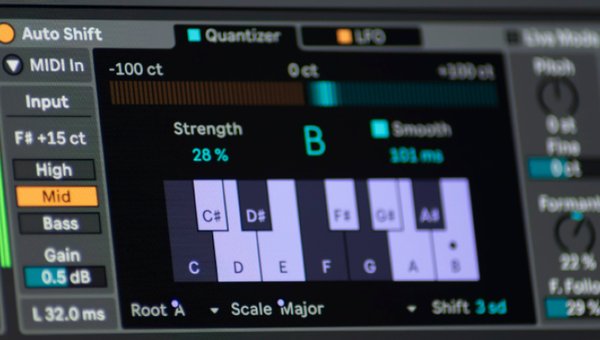 Auto Shift
Quantizer
LFO
Live Mode
MIDI In
-100 ct
0 ct
+100 ct
Pitch
Input
0 st
F# +15 ct
Strength
B
Smooth
Fine
28 %
101 ms
0 ct
High
Mid
Bass
C# D# F# G# A#
Formant
Gain
0.5 dB
C D E F G A B
22 %
F. Follo
29 %
L 32.0 ms
Root A
Scale Major
Shift 3 sd